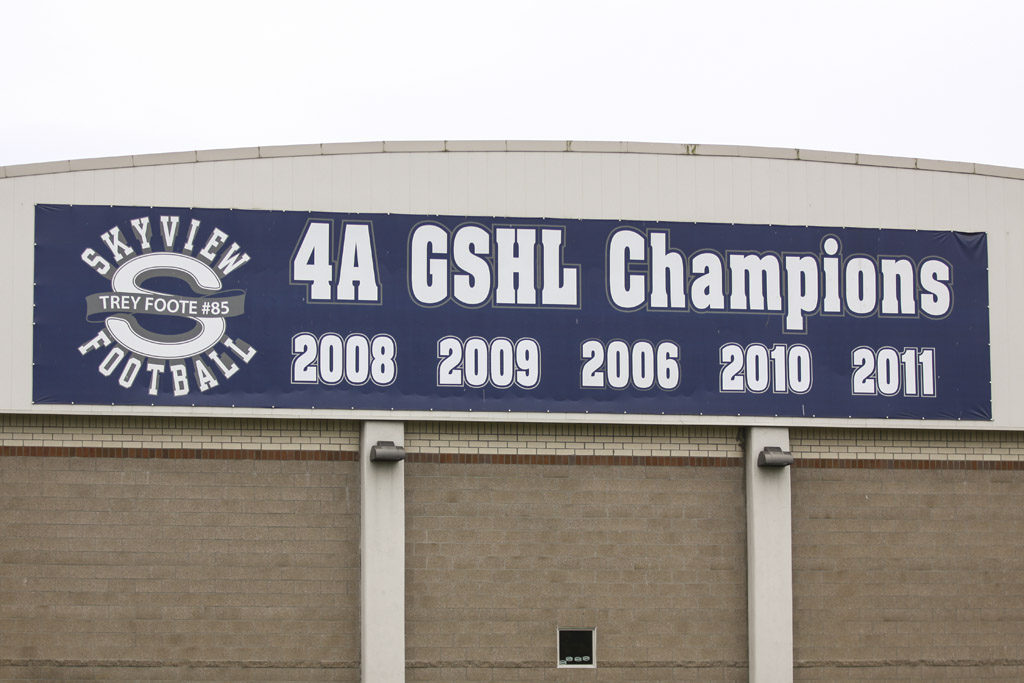 SKYVIEW
S
TREY FOOTE #85
FOOTBALL
4A GSHL Champions
2008 2009 2006 2010 2011